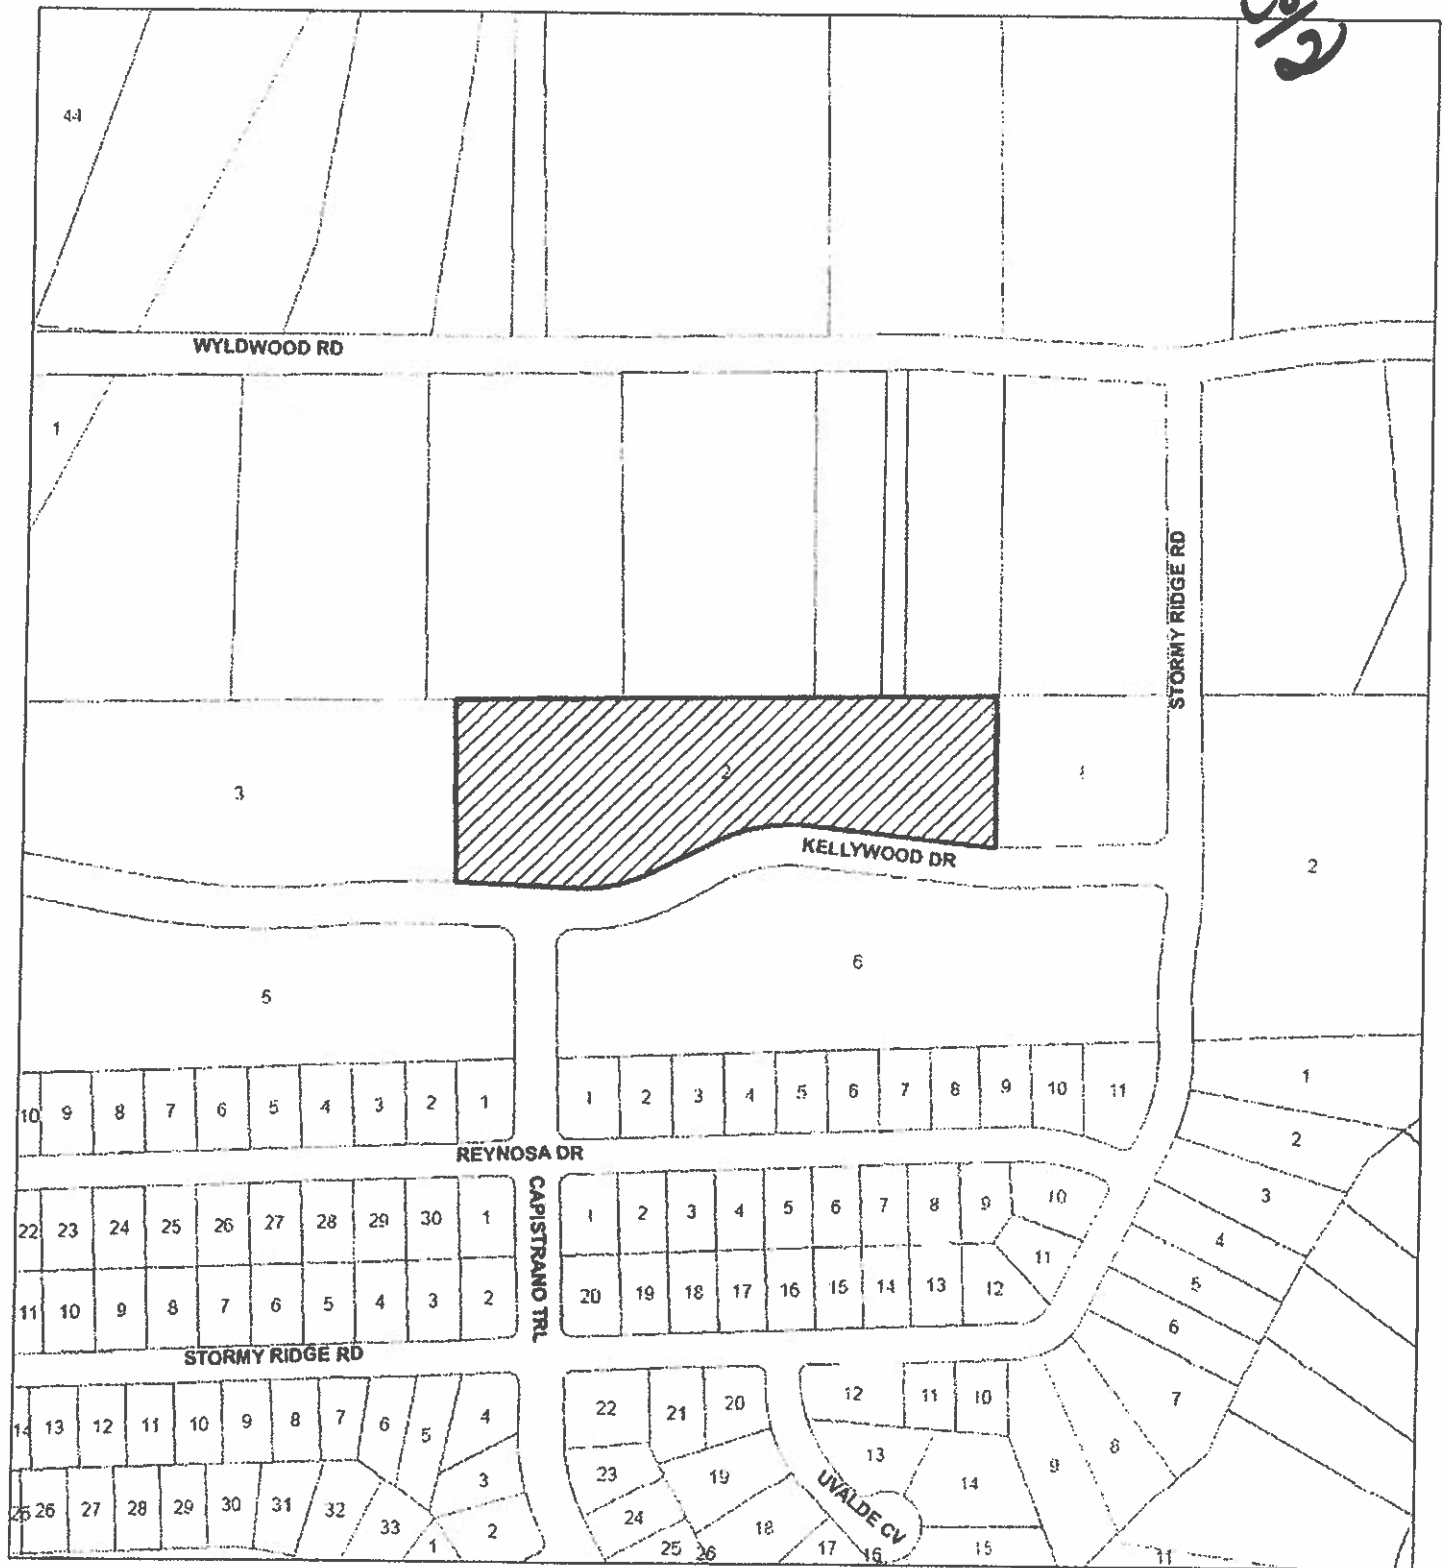 44
WYLDWOOD RD
1
STORMY RIDGE RD
3
2
1
KELLYWOOD DR
2
6
5
1
10 9 8 7 6 5 4 3 2 1
1 2 3 4 5 6 7 8 9 10 11
2
REYNOSA DR
CAPISTRANO TRL
22 23 24 25 26 27 28 29 30 1
1 2 3 4 5 6 7 8 9 10
3
4
11
11 10 9 8 7 6 5 4 3 2
20 19 18 17 16 15 14 13 12
5
6
STORMY RIDGE RD
14 13 12 11 10 9 8 7 6 5 4
22 21 20
12 11 10
7
8
9
3
23
19
13
14
26 27 28 29 30 31 32 33 1 2
24
25
26
18
17
16
UVALDE CV
15
11